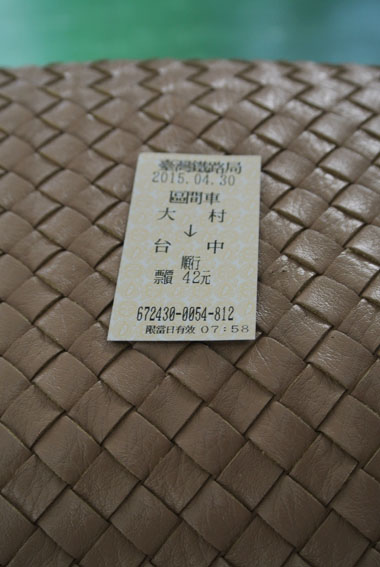 臺灣鐵路局
2015.04.30
區間車
大村
↓
台中
順行
票價 42元
672430-0054-812
限當日有效 07:58